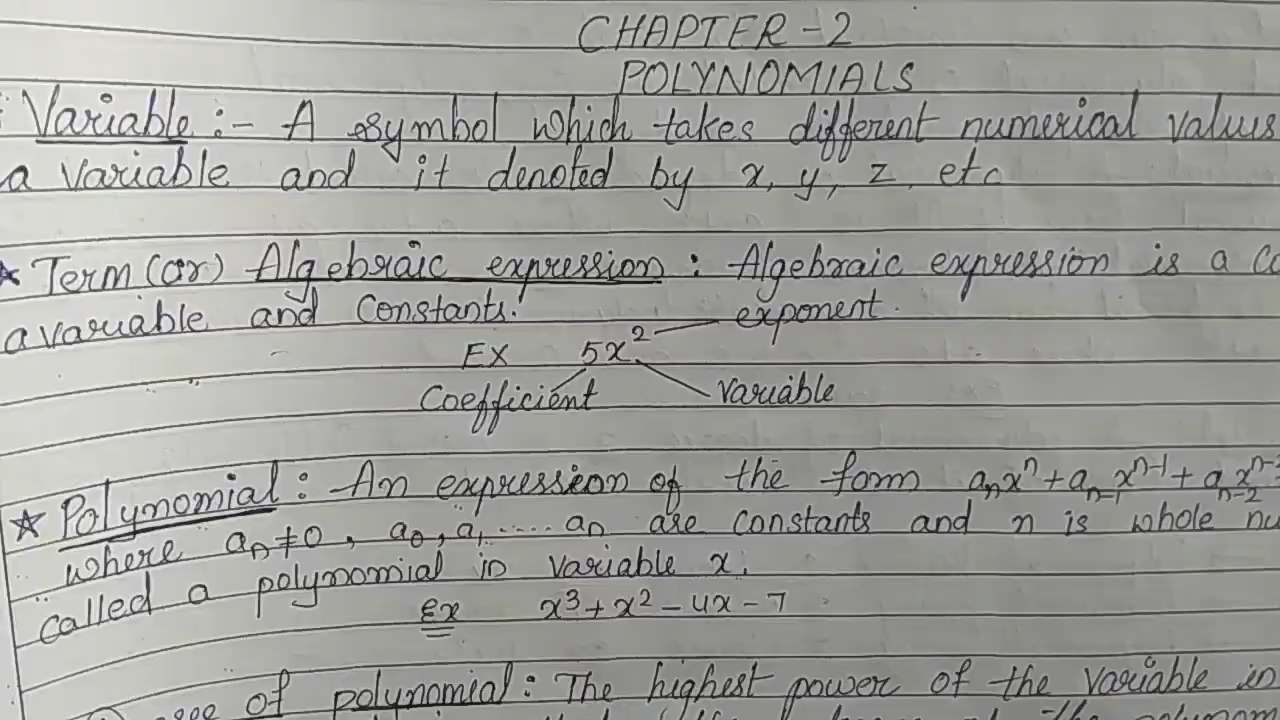 CHAPTER-2
POLYNOMIALS
Variable :- A symbol which takes different numerical values
a variable and it denoted by x, y, z, etc
★ Term (or) Algebraic expression : Algebraic expression is a
a variable and constants.
exponent.
EX 5x²
Coefficient variable
★ Polynomial : An expression of the form aₙxⁿ + aₙ₋₁xⁿ⁻¹ + aₙ₋₂xⁿ⁻²
where aₙ≠0, a₀, a₁ ..... aₙ are constants and n is whole
called a polynomial in variable x.
Ex x³ + x² - 4x - 7
of polynomial : The highest power of the variable in